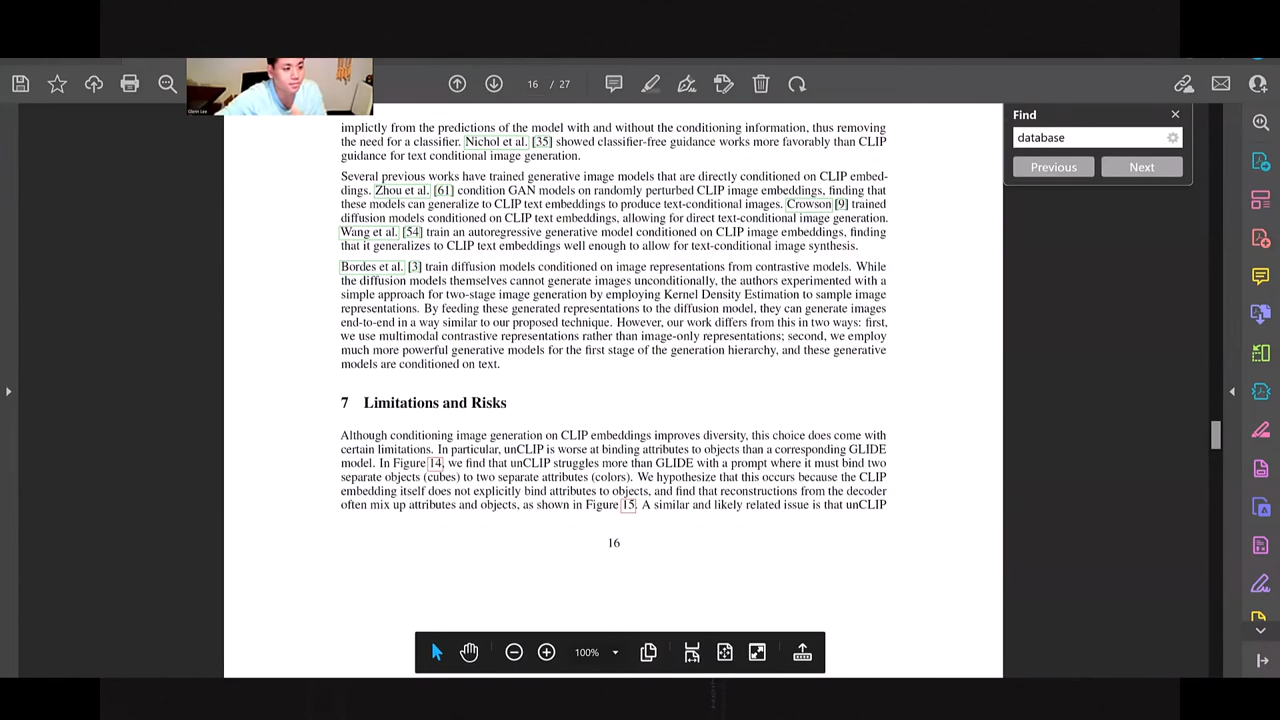 16 / 27
Glenn Lee
Find
database
Previous Next
implicitly from the predictions of the model with and without the conditioning information, thus removing
the need for a classifier. Nichol et al. [35] showed classifier-free guidance works more favorably than CLIP
guidance for text conditional image generation.
Several previous works have trained generative image models that are directly conditioned on CLIP embed-
dings. Zhou et al. [61] condition GAN models on randomly perturbed CLIP image embeddings, finding that
these models can generalize to CLIP text embeddings to produce text-conditional images. Crowson [9] trained
diffusion models conditioned on CLIP text embeddings, allowing for direct text-conditional image generation.
Wang et al. [54] train an autoregressive generative model conditioned on CLIP image embeddings, finding
that it generalizes to CLIP text embeddings well enough to allow for text-conditional image synthesis.
Bordes et al. [3] train diffusion models conditioned on image representations from contrastive models. While
the diffusion models themselves cannot generate images unconditionally, the authors experimented with a
simple approach for two-stage image generation by employing Kernel Density Estimation to sample image
representations. By feeding these generated representations to the diffusion model, they can generate images
end-to-end in a way similar to our proposed technique. However, our work differs from this in two ways: first,
we use multimodal contrastive representations rather than image-only representations; second, we employ
much more powerful generative models for the first stage of the generation hierarchy, and these generative
models are conditioned on text.
7 Limitations and Risks
Although conditioning image generation on CLIP embeddings improves diversity, this choice does come with
certain limitations. In particular, unCLIP is worse at binding attributes to objects than a corresponding GLIDE
model. In Figure 14, we find that unCLIP struggles more than GLIDE with a prompt where it must bind two
separate objects (cubes) to two separate attributes (colors). We hypothesize that this occurs because the CLIP
embedding itself does not explicitly bind attributes to objects, and find that reconstructions from the decoder
often mix up attributes and objects, as shown in Figure 15. A similar and likely related issue is that unCLIP
16
100%